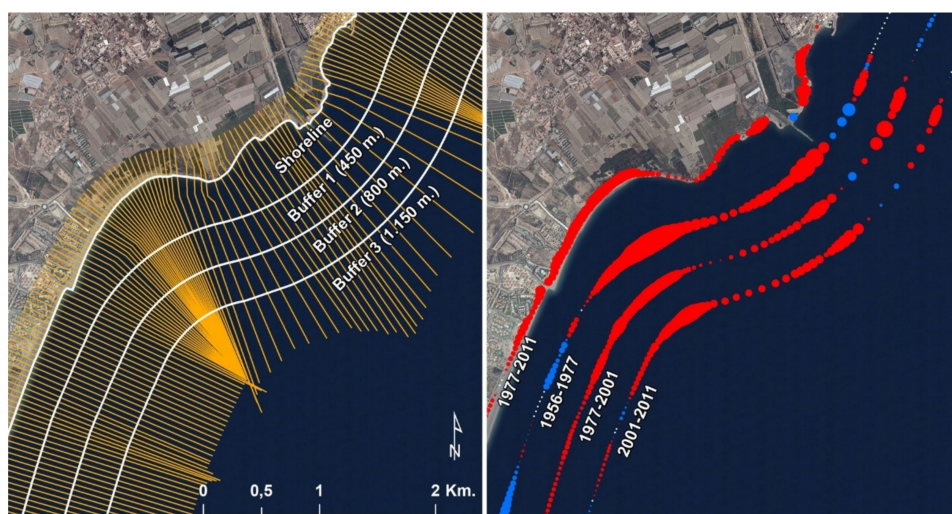 Shoreline
Buffer 1 (450 m.)
Buffer 2 (800 m.)
Buffer 3 (1.150 m.)
N
0 0,5 1 2 Km.
1977-2011
1956-1977
1977-2001
2001-2011